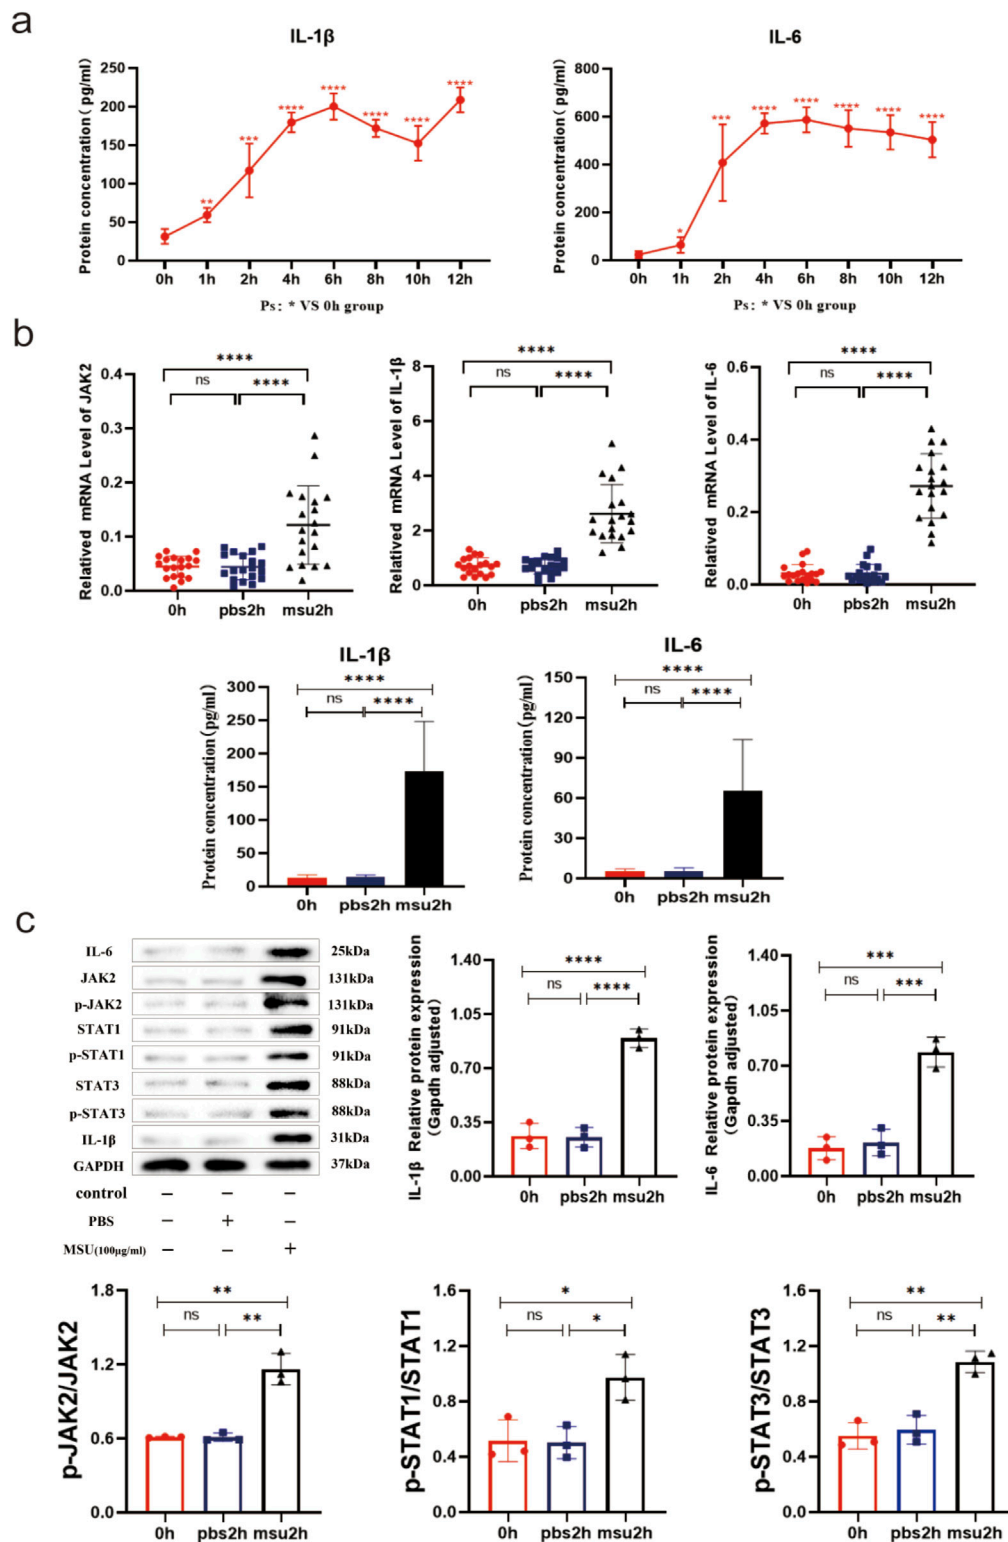 a
IL-1β
Protein concentration( pg/ml)
250
200
150
100
50
0
** *** **** **** **** **** ****
0h 1h 2h 4h 6h 8h 10h 12h
Ps: * VS 0h group
IL-6
Protein concentration( pg/ml)
800
600
400
200
0
* *** **** **** **** **** ****
0h 1h 2h 4h 6h 8h 10h 12h
Ps: * VS 0h group
b
Relatived mRNA Level of JAK2
0.4
0.3
0.2
0.1
0.0
****
ns ****
0h pbs2h msu2h
Relatived mRNA Level of IL-1β
8
6
4
2
0
****
ns ****
0h pbs2h msu2h
Relatived mRNA Level of IL-6
0.6
0.4
0.2
0.0
****
ns ****
0h pbs2h msu2h
IL-1β
Protein concentration(pg/ml)
300
250
200
150
100
50
0
****
ns ****
0h pbs2h msu2h
IL-6
Protein concentration(pg/ml)
150
120
90
60
30
0
****
ns ****
0h pbs2h msu2h
c
IL-6 25kDa
JAK2 131kDa
p-JAK2 131kDa
STAT1 91kDa
p-STAT1 91kDa
STAT3 88kDa
p-STAT3 88kDa
IL-1β 31kDa
GAPDH 37kDa
control − − −
PBS − + −
MSU(100μg/ml) − − +
IL-1β Relative protein expression
(Gapdh adjusted)
1.40
1.05
0.70
0.35
0.00
****
ns ****
0h pbs2h msu2h
IL-6 Relative protein expression
(Gapdh adjusted)
1.40
1.05
0.70
0.35
0.00
***
ns ***
0h pbs2h msu2h
p-JAK2/JAK2
1.8
1.2
0.6
0.0
**
ns **
0h pbs2h msu2h
p-STAT1/STAT1
1.6
1.2
0.8
0.4
0.0
*
ns *
0h pbs2h msu2h
p-STAT3/STAT3
1.6
1.2
0.8
0.4
0.0
**
ns **
0h pbs2h msu2h